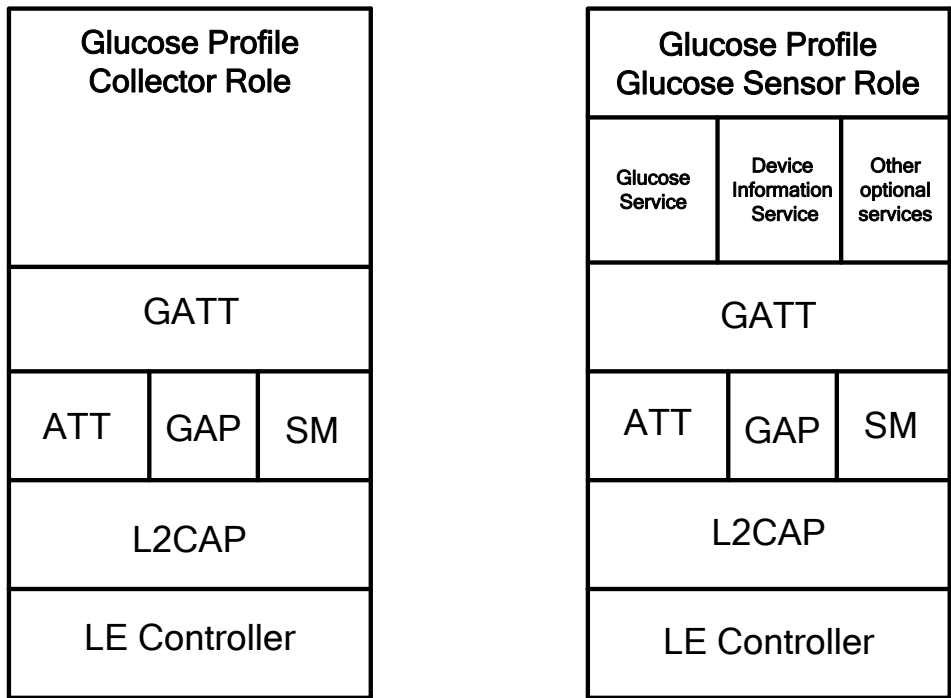 Glucose Profile
Collector Role
GATT
ATT
GAP
SM
L2CAP
LE Controller
Glucose Profile
Glucose Sensor Role
Glucose
Service
Device
Information
Service
Other
optional
services
GATT
ATT
GAP
SM
L2CAP
LE Controller